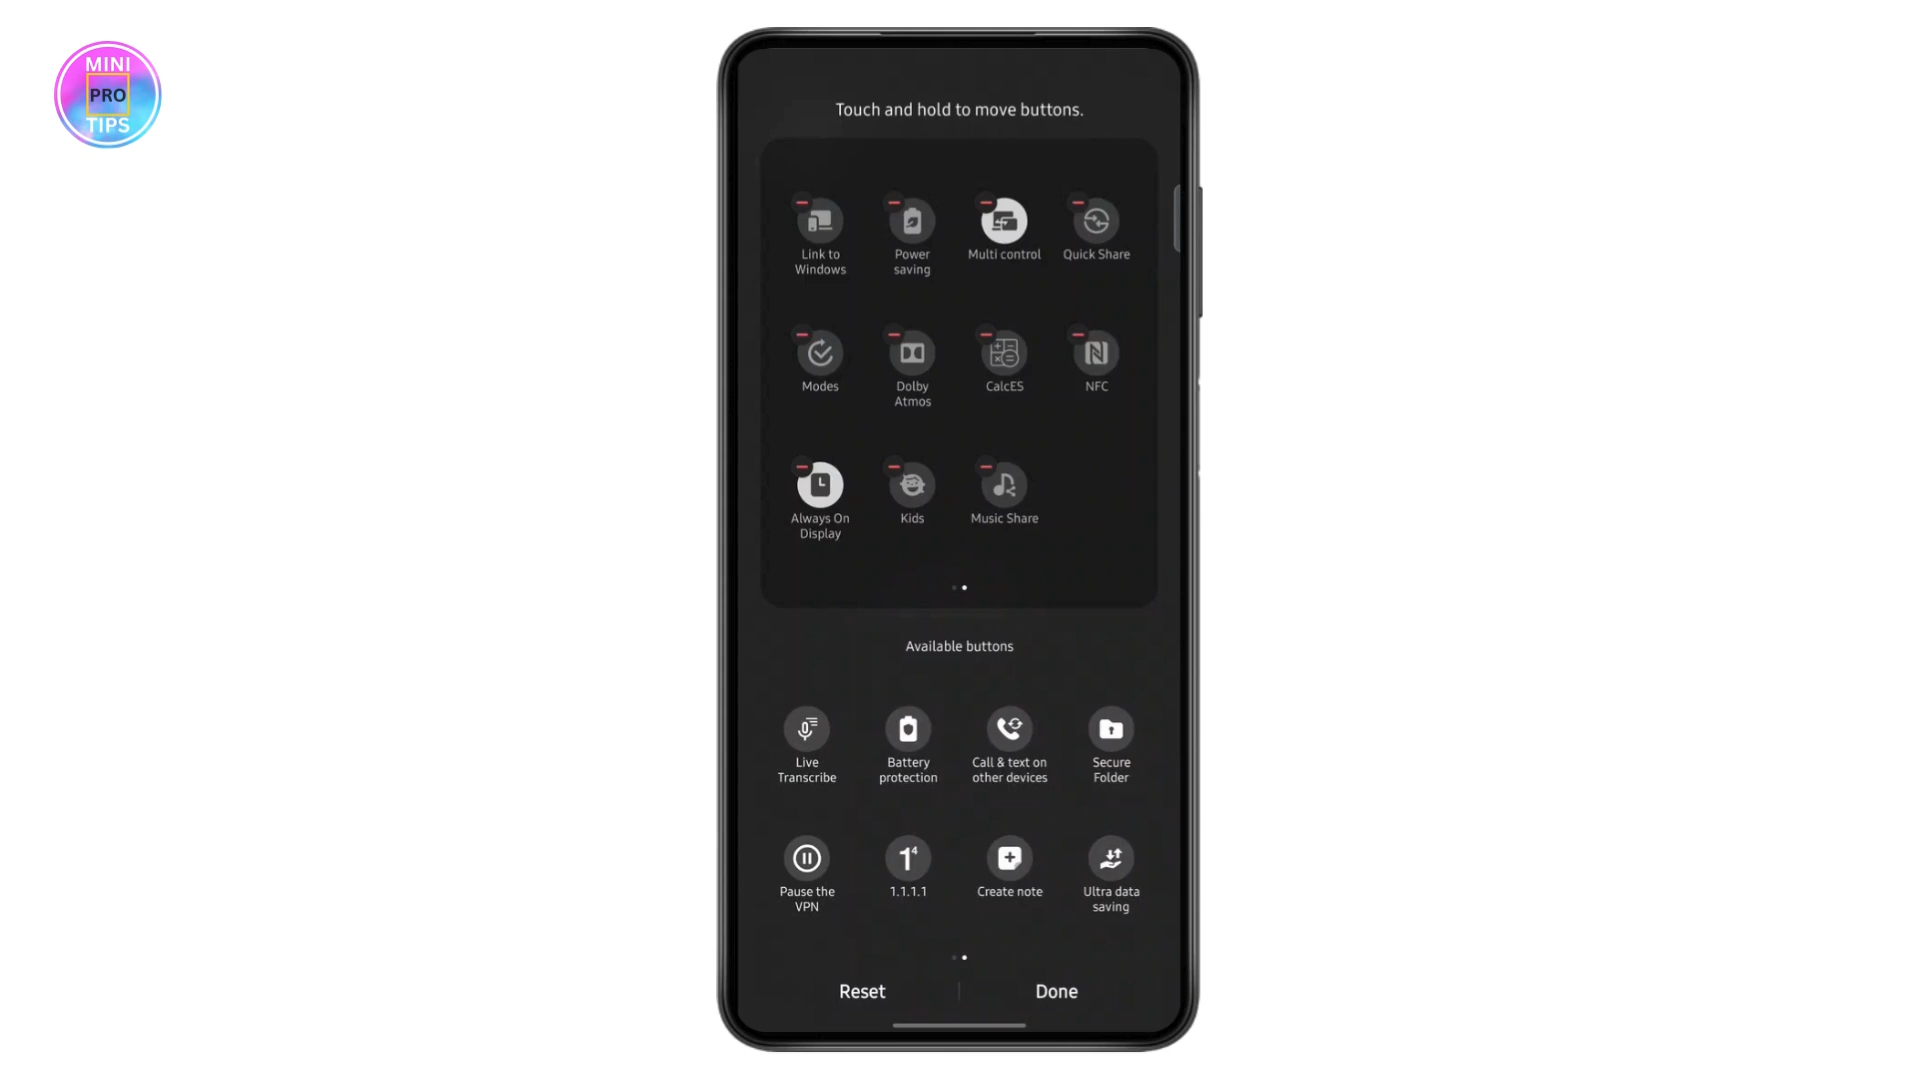 MINI
PRO
TIPS
Touch and hold to move buttons.
Link to
Windows
Power
saving
Multi control
Quick Share
Modes
Dolby
Atmos
CalcES
NFC
Always On
Display
Kids
Music Share
Available buttons
Live
Transcribe
Battery
protection
Call & text on
other devices
Secure
Folder
Pause the
VPN
1⁴
1.1.1.1
Create note
Ultra data
saving
Reset
Done